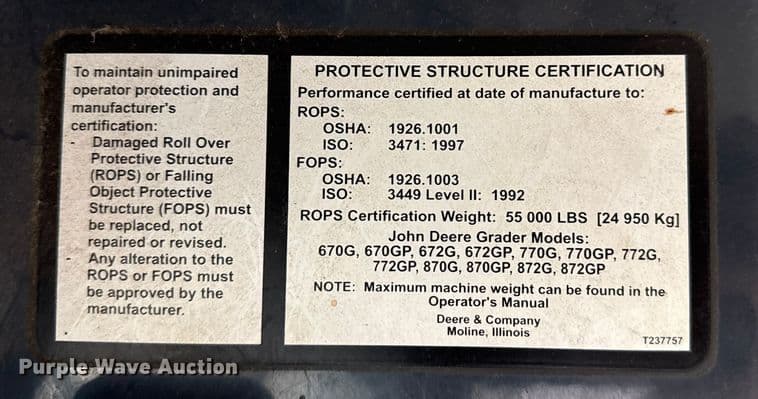 To maintain unimpaired
operator protection and
manufacturer's
certification:
- Damaged Roll Over
Protective Structure
(ROPS) or Falling
Object Protective
Structure (FOPS) must
be replaced, not
repaired or revised.
- Any alteration to the
ROPS or FOPS must
be approved by the
manufacturer.
PROTECTIVE STRUCTURE CERTIFICATION
Performance certified at date of manufacture to:
ROPS:
OSHA: 1926.1001
ISO: 3471: 1997
FOPS:
OSHA: 1926.1003
ISO: 3449 Level II: 1992
ROPS Certification Weight: 55 000 LBS [24 950 Kg]
John Deere Grader Models:
670G, 670GP, 672G, 672GP, 770G, 770GP, 772G,
772GP, 870G, 870GP, 872G, 872GP
NOTE: Maximum machine weight can be found in the
Operator's Manual
Deere & Company
Moline, Illinois
T237757
Purple Wave Auction